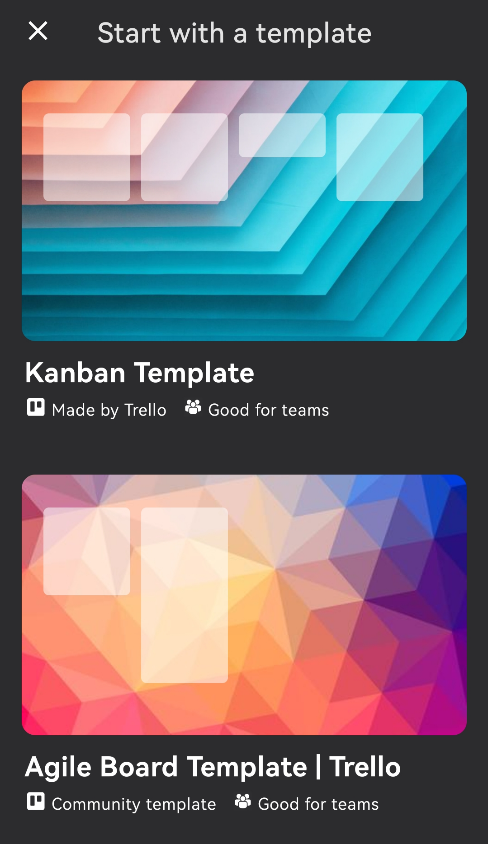 Start with a template
Kanban Template
Made by Trello Good for teams
Agile Board Template | Trello
Community template Good for teams